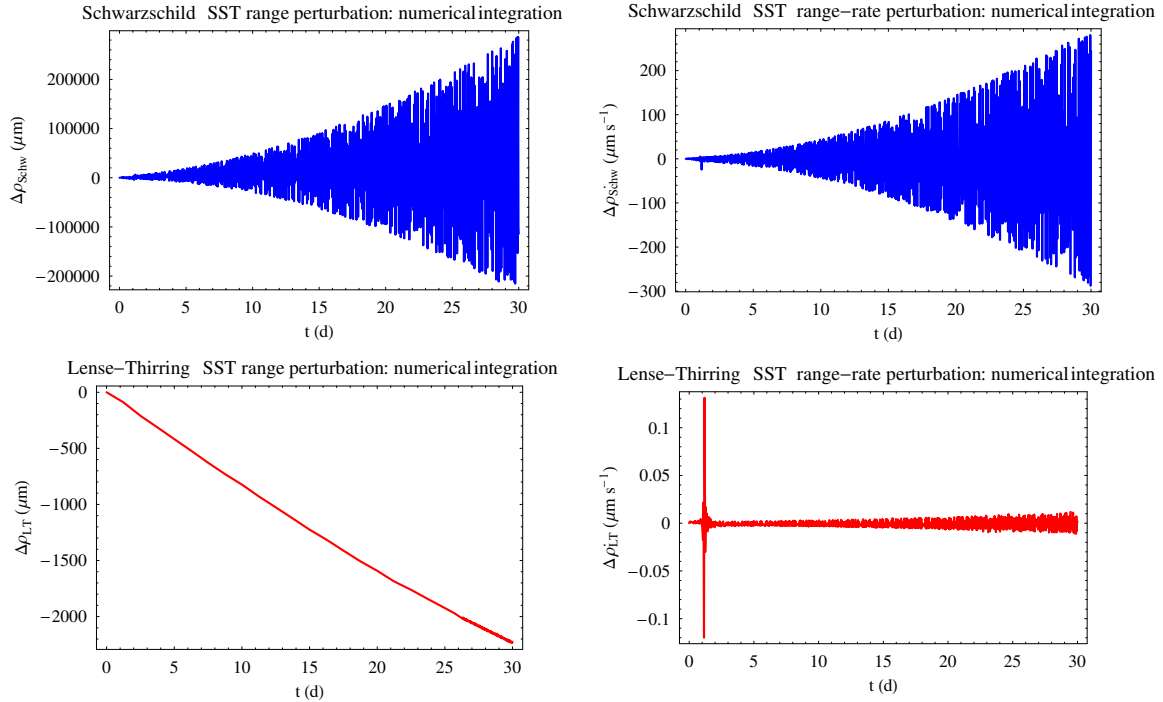 Schwarzschild SST range perturbation: numerical integration
Δρ_Schw (μm)
200000
100000
0
−100000
−200000
0 5 10 15 20 25 30
t (d)
Schwarzschild SST range−rate perturbation: numerical integration
Δρ̇_Schw (μm s⁻¹)
200
100
0
−100
−200
−300
0 5 10 15 20 25 30
t (d)
Lense−Thirring SST range perturbation: numerical integration
Δρ_LT (μm)
0
−500
−1000
−1500
−2000
0 5 10 15 20 25 30
t (d)
Lense−Thirring SST range−rate perturbation: numerical integration
Δρ̇_LT (μm s⁻¹)
0.1
0.05
0
−0.05
−0.1
0 5 10 15 20 25 30
t (d)